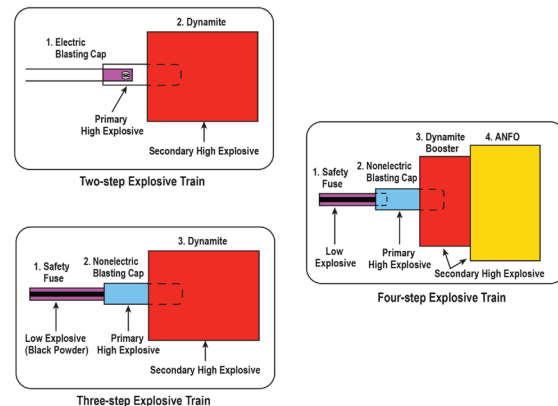 2. Dynamite
1. Electric
Blasting Cap
Primary
High Explosive
Secondary High Explosive
Two-step Explosive Train
3. Dynamite
2. Nonelectric
Blasting Cap
1. Safety
Fuse
Low Explosive
(Black Powder)
Primary
High Explosive
Secondary High Explosive
Three-step Explosive Train
3. Dynamite
Booster
4. ANFO
1. Safety
Fuse
2. Nonelectric
Blasting Cap
Low
Explosive
Primary
High Explosive
Secondary High Explosive
Four-step Explosive Train